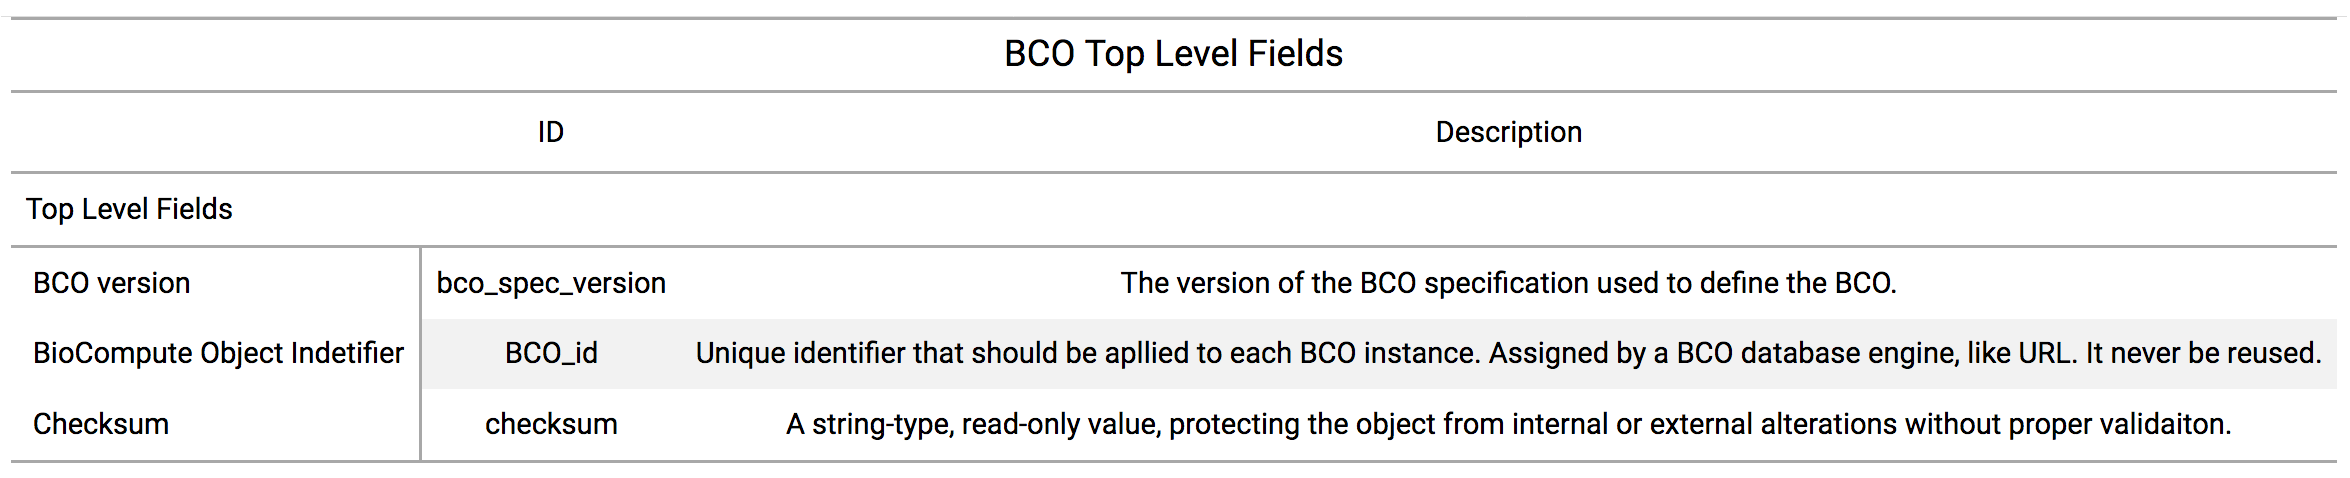 BCO Top Level Fields
ID Description
Top Level Fields
BCO version bco_spec_version The version of the BCO specification used to define the BCO.
BioCompute Object Indetifier BCO_id Unique identifier that should be apllied to each BCO instance. Assigned by a BCO database engine, like URL. It never be reused.
Checksum checksum A string-type, read-only value, protecting the object from internal or external alterations without proper validaiton.